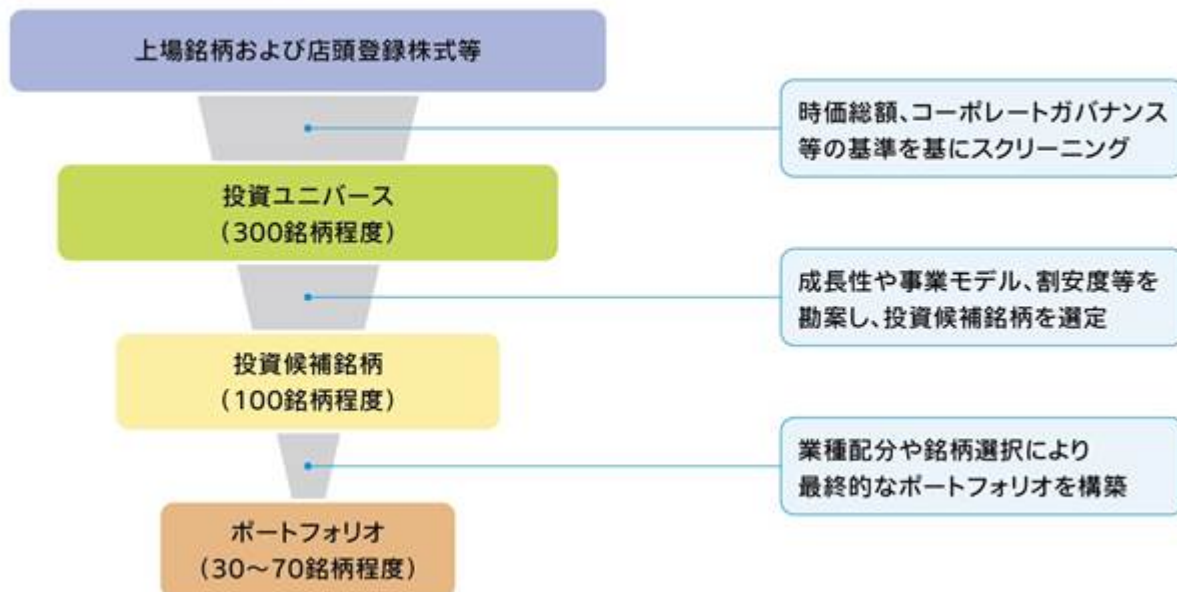 上場銘柄および店頭登録株式等
時価総額、コーポレートガバナンス
等の基準を基にスクリーニング
投資ユニバース
(300銘柄程度)
成長性や事業モデル、割安度等を
勘案し、投資候補銘柄を選定
投資候補銘柄
(100銘柄程度)
業種配分や銘柄選択により
最終的なポートフォリオを構築
ポートフォリオ
(30〜70銘柄程度)